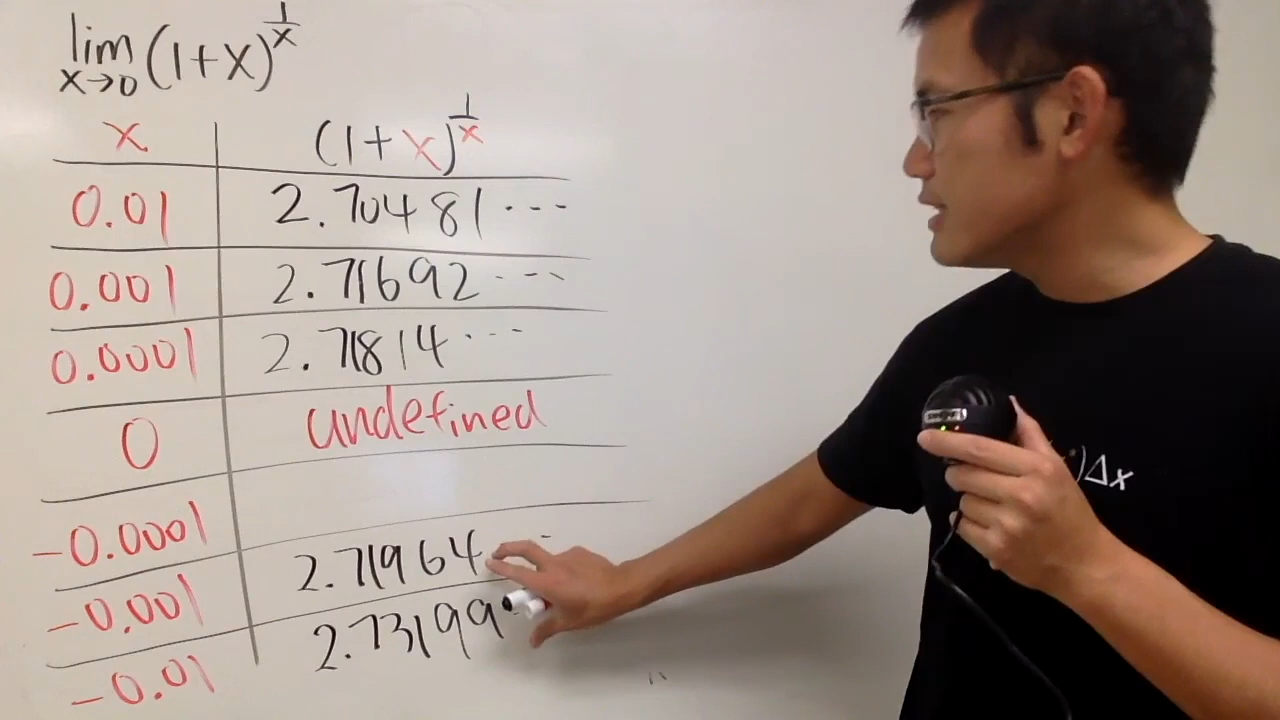 lim x→0 (1+x)^(1/x)
x (1+x)^(1/x)
0.01 2.70481...
0.001 2.71692...
0.0001 2.71814...
0 undefined
-0.0001
-0.001 2.71964...
-0.01 2.73199..
)Δx